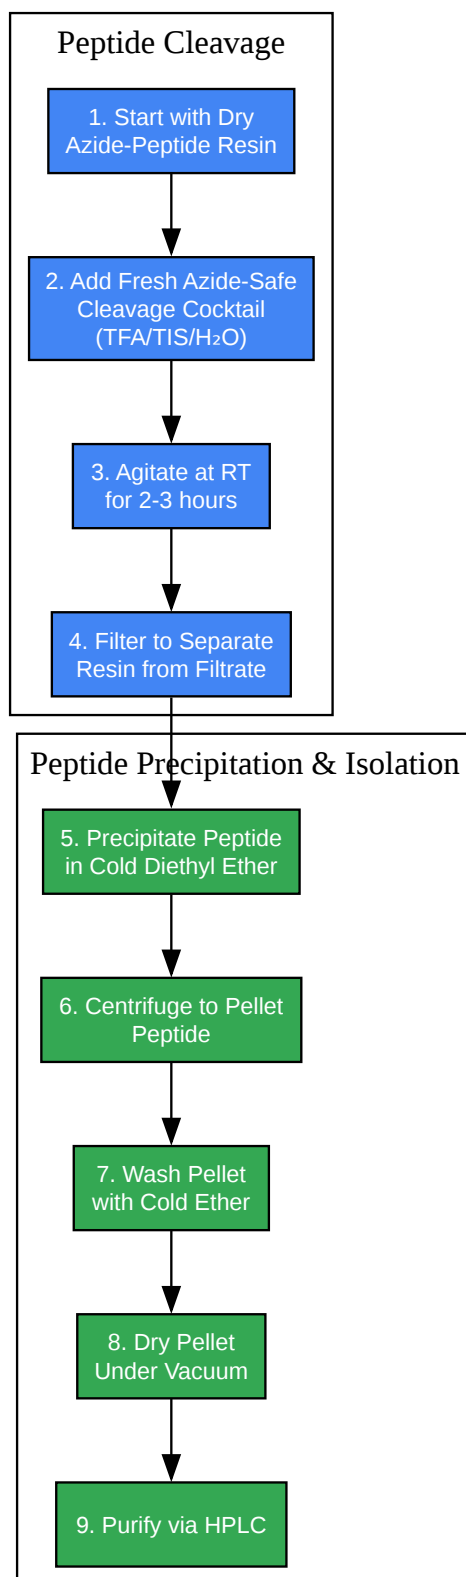 Peptide Cleavage
1. Start with Dry
Azide-Peptide Resin
2. Add Fresh Azide-Safe
Cleavage Cocktail
(TFA/TIS/H₂O)
3. Agitate at RT
for 2-3 hours
4. Filter to Separate
Resin from Filtrate
Peptide Precipitation & Isolation
5. Precipitate Peptide
in Cold Diethyl Ether
6. Centrifuge to Pellet
Peptide
7. Wash Pellet
with Cold Ether
8. Dry Pellet
Under Vacuum
9. Purify via HPLC